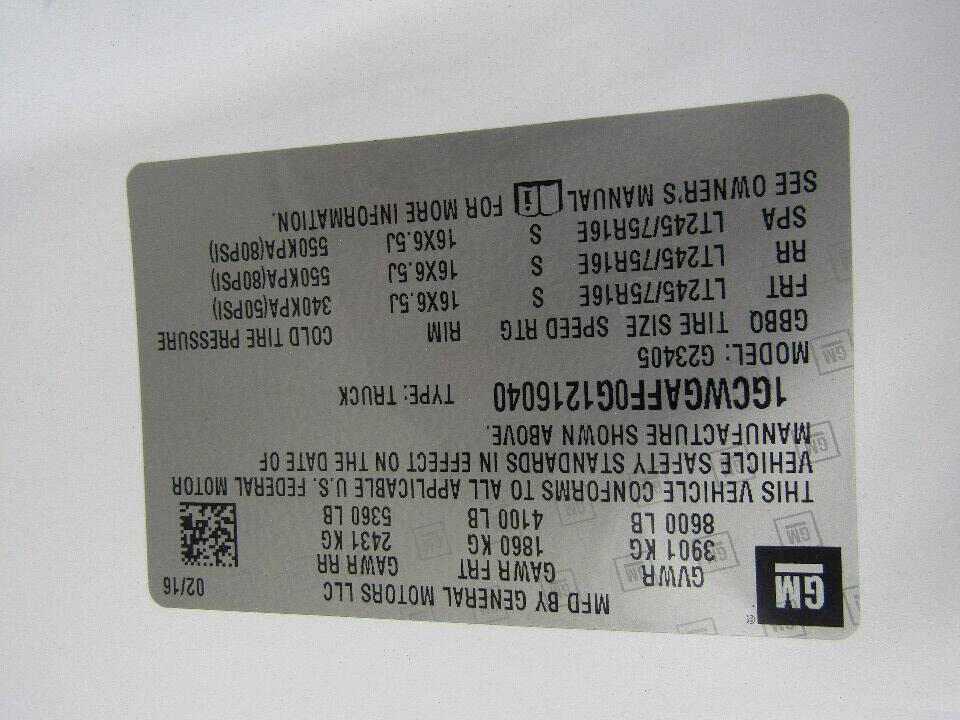 GM
®
MFD BY GENERAL MOTORS LLC
02/16
GVWR GAWR FRT GAWR RR
3901 KG 1860 KG 2431 KG
8600 LB 4100 LB 5360 LB
THIS VEHICLE CONFORMS TO ALL APPLICABLE U.S. FEDERAL MOTOR
VEHICLE SAFETY STANDARDS IN EFFECT ON THE DATE OF
MANUFACTURE SHOWN ABOVE.
1GCWGAFF0G1216040 TYPE: TRUCK
MODEL: G23405
GBBQ TIRE SIZE SPEED RTG RIM COLD TIRE PRESSURE
FRT LT245/75R16E S 16X6.5J 340KPA(50PSI)
RR LT245/75R16E S 16X6.5J 550KPA(80PSI)
SPA LT245/75R16E S 16X6.5J 550KPA(80PSI)
SEE OWNER'S MANUAL i FOR MORE INFORMATION.